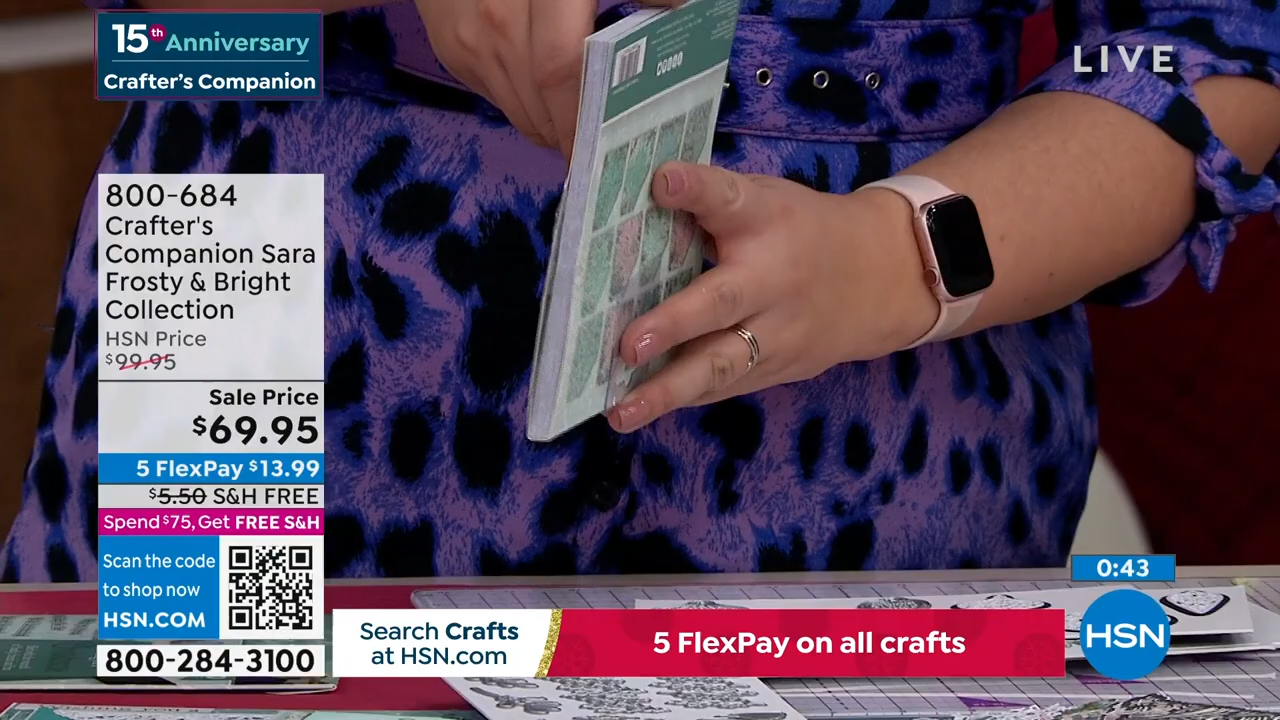 15th Anniversary
Crafter's Companion
LIVE
800-684
Crafter's
Companion Sara
Frosty & Bright
Collection
HSN Price
$99.95
Sale Price
$69.95
5 FlexPay $13.99
$5.50 S&H FREE
Spend $75, Get FREE S&H
Scan the code
to shop now
HSN.COM
800-284-3100
Search Crafts
at HSN.com
5 FlexPay on all crafts
0:43
HSN